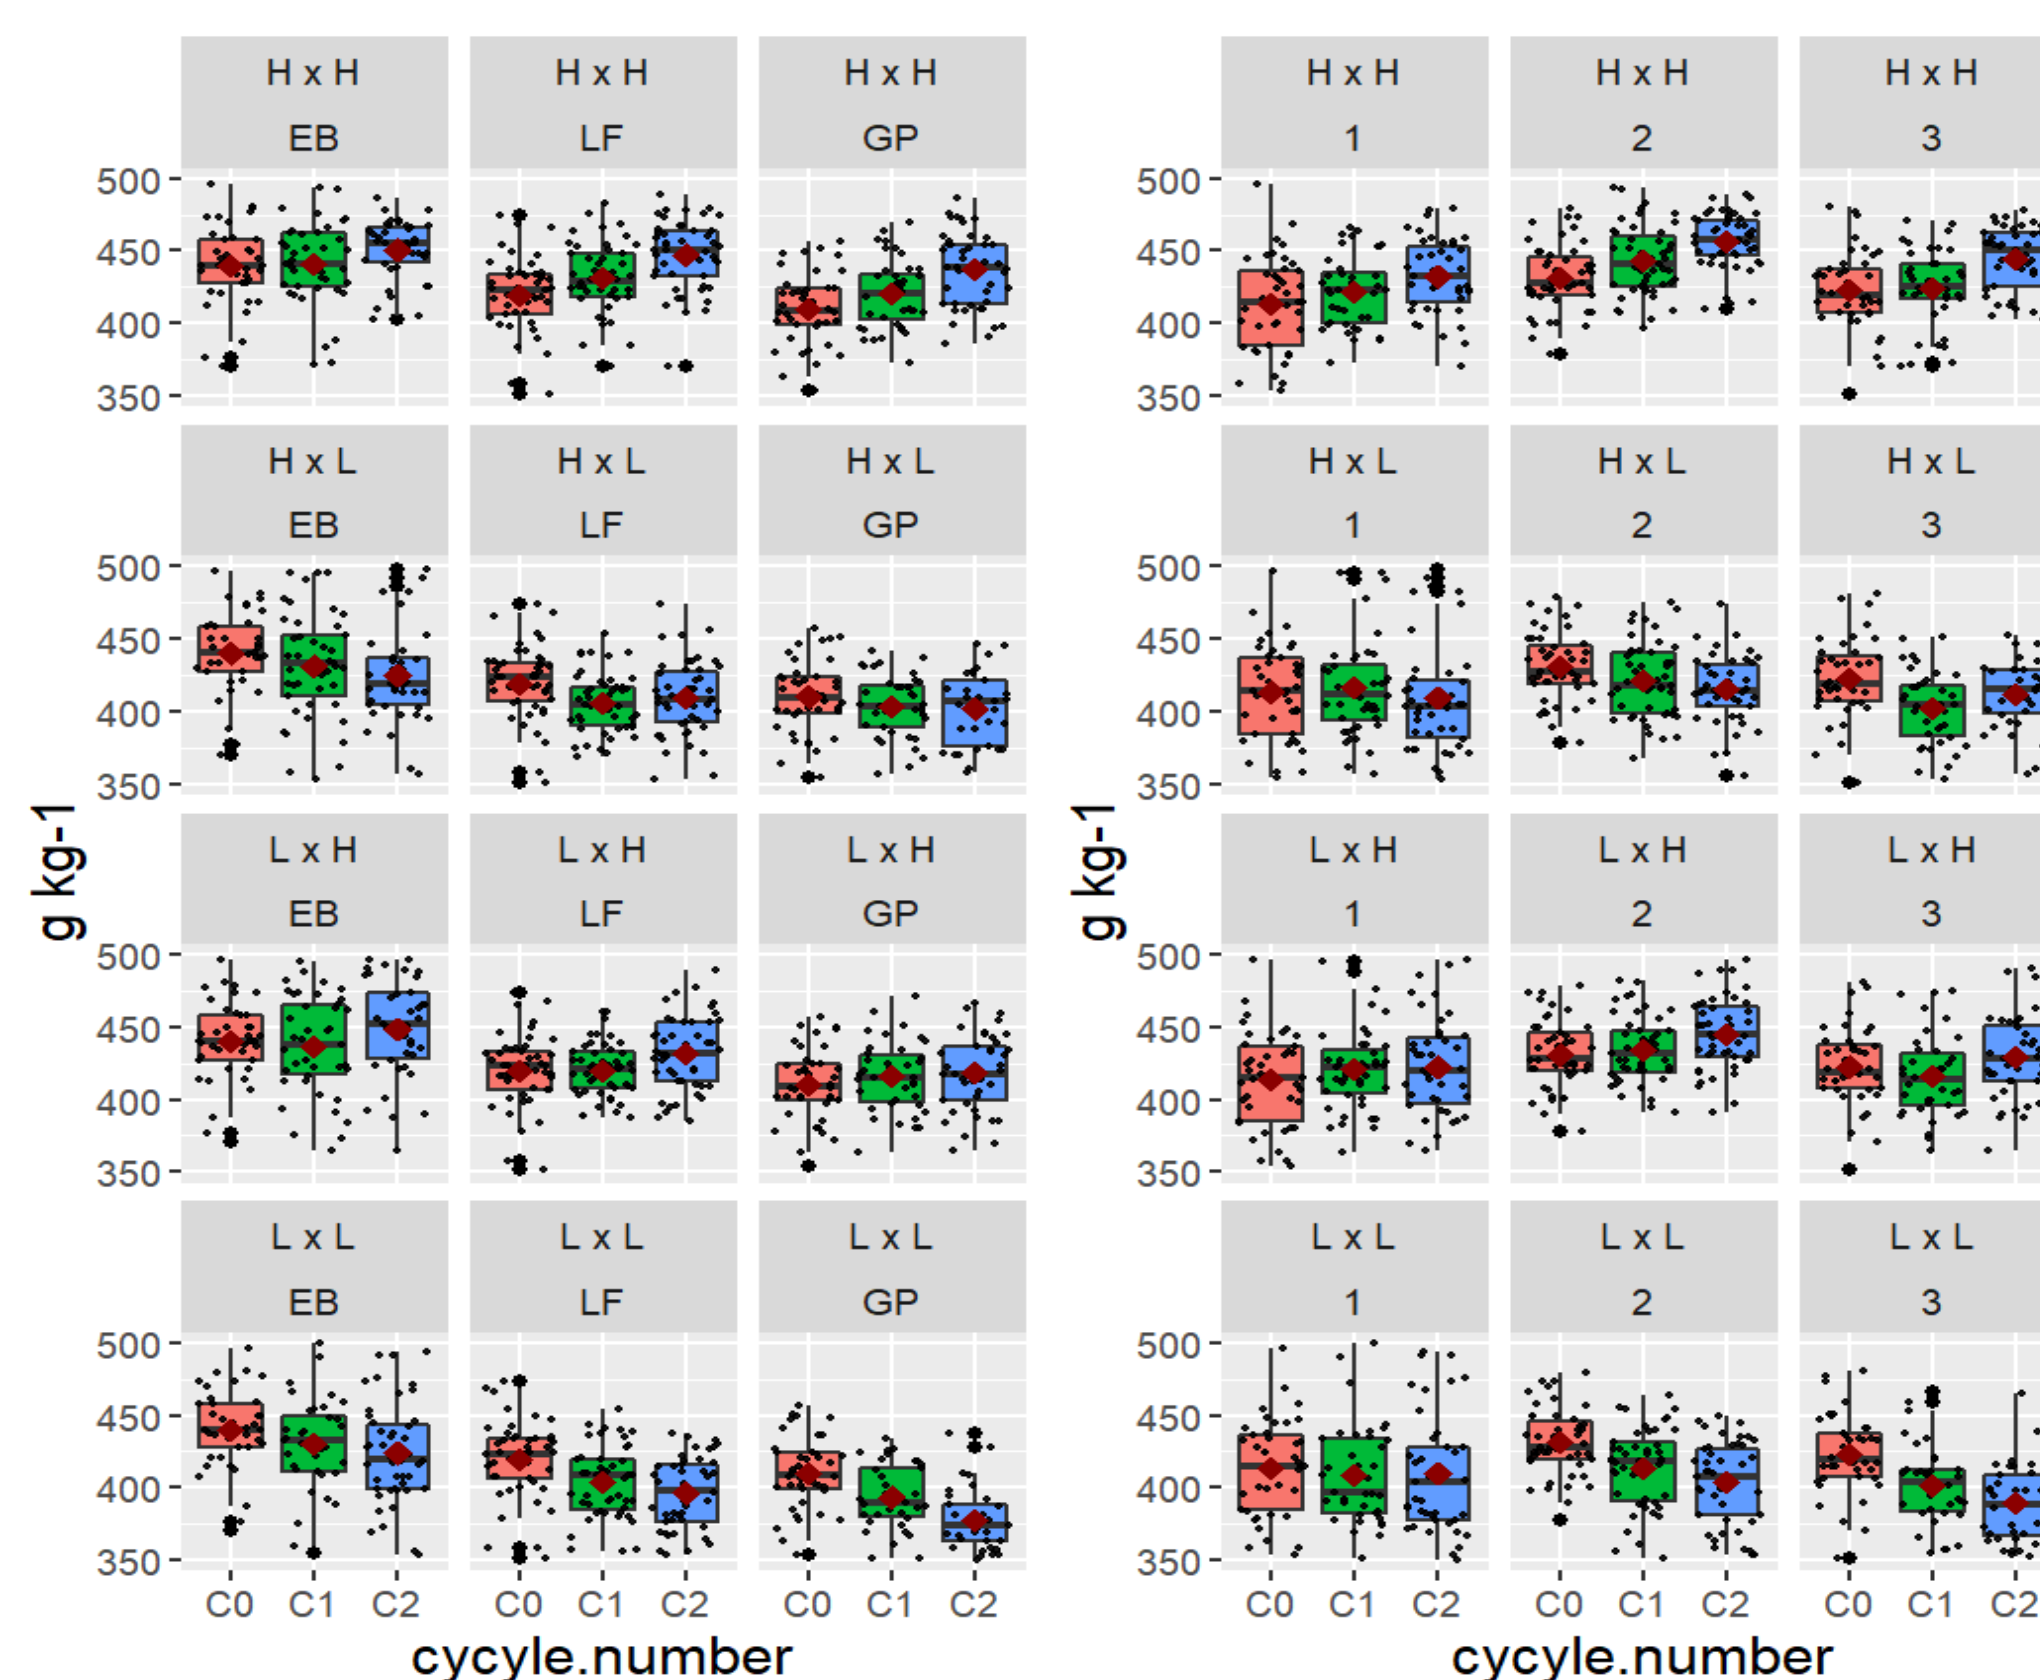 H x H H x H H x H
EB LF GP
500
450
400
350
H x L H x L H x L
EB LF GP
500
450
400
350
L x H L x H L x H
EB LF GP
500
450
400
350
L x L L x L L x L
EB LF GP
500
450
400
350
C0 C1 C2 C0 C1 C2 C0 C1 C2
g kg-1
cycyle.number
H x H H x H H x H
1 2 3
500
450
400
350
H x L H x L H x L
1 2 3
500
450
400
350
L x H L x H L x H
1 2 3
500
450
400
350
L x L L x L L x L
1 2 3
500
450
400
350
C0 C1 C2 C0 C1 C2 C0 C1 C2
g kg-1
cycyle.number